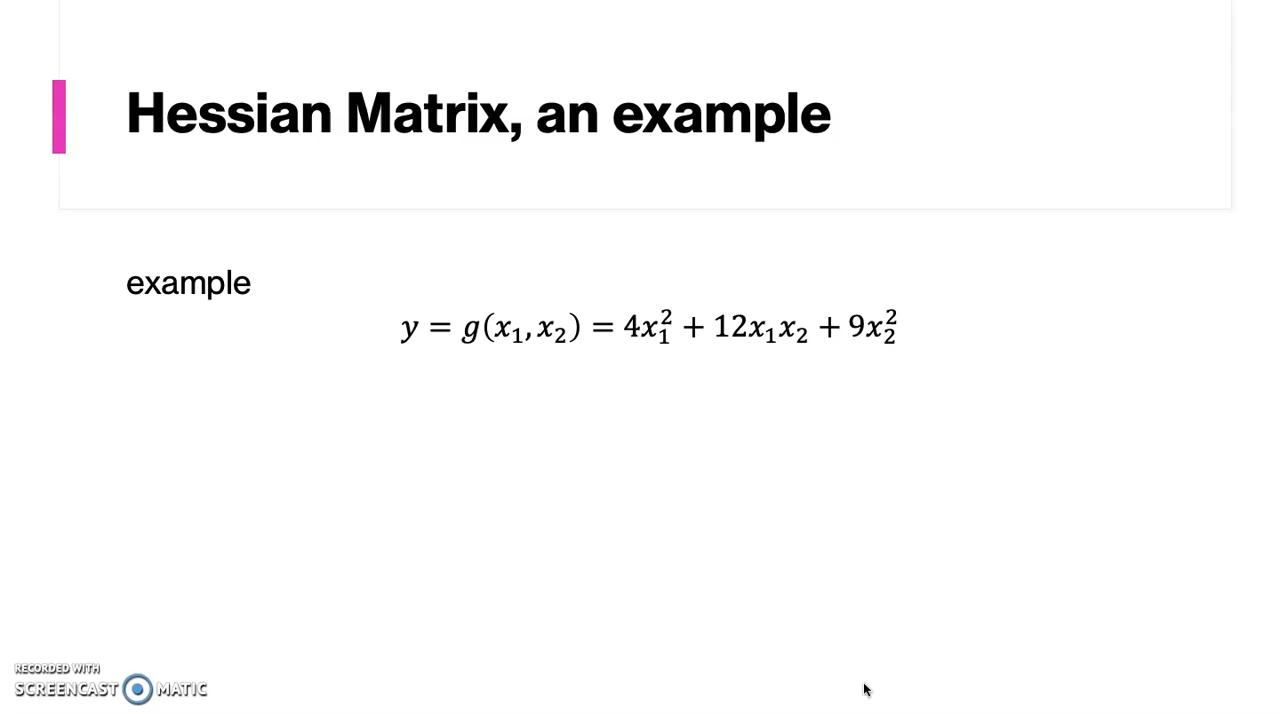 Hessian Matrix, an example
example
y = g(x₁, x₂) = 4x₁² + 12x₁x₂ + 9x₂²
RECORDED WITH
SCREENCAST MATIC